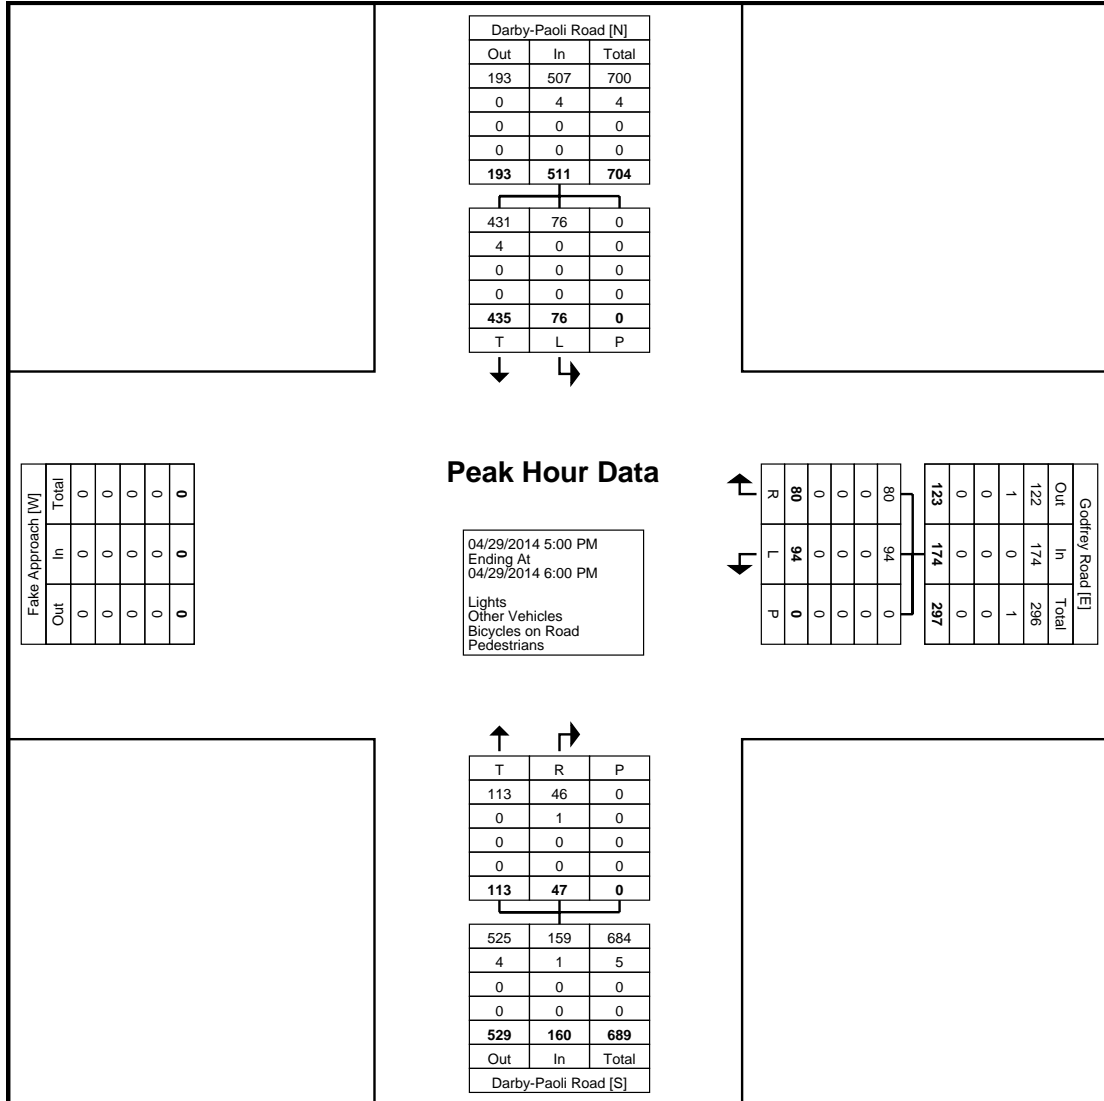 Darby-Paoli Road [N]
Out In Total
193 507 700
0 4 4
0 0 0
0 0 0
193 511 704
431 76 0
4 0 0
0 0 0
0 0 0
435 76 0
T L P
Fake Approach [W]
Total In Out
0 0 0
0 0 0
0 0 0
0 0 0
0 0 0
Peak Hour Data
04/29/2014 5:00 PM
Ending At
04/29/2014 6:00 PM
Lights
Other Vehicles
Bicycles on Road
Pedestrians
Godfrey Road [E]
Out In Total
122 174 296
1 0 1
0 0 0
0 0 0
123 174 297
80 94 0
0 0 0
0 0 0
0 0 0
80 94 0
R L P
T R P
113 46 0
0 1 0
0 0 0
0 0 0
113 47 0
525 159 684
4 1 5
0 0 0
0 0 0
529 160 689
Out In Total
Darby-Paoli Road [S]